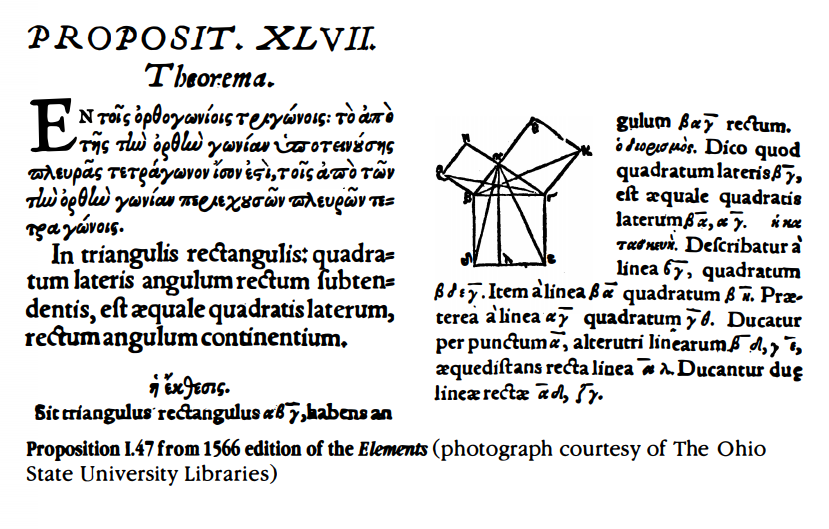 PROPOSIT. XLVII.
Theorema.
EN τοῖς ὀρθογωνίοις τριγώνοις: τὸ ἀπὸ
τῆς τὴν ὀρθὴν γωνίαν ὑποτεινούσης
πλευρᾶς τετράγωνον ἴσον ἐστὶ, τοῖς ἀπὸ τῶν
τὴν ὀρθὴν γωνίαν περιεχουσῶν πλευρῶν τε=
τραγώνοις.
In triangulis rectangulis: quadra=
tum lateris angulum rectum ſubten=
dentis, eſt æquale quadratis laterum,
rectum angulum continentium.
ἡ ἔκθεσις.
Sit triangulus rectangulus αβγ, habens an
gulum βαγ rectum.
ὁ διορισμός. Dico quod
quadratum lateris βγ,
eſt æquale quadratis
laterum βα, αγ. ἡ κα
τασκευή. Deſcribatur à
linea βγ, quadratum
βδεγ. Item à linea βα quadratum βη. Præ=
terea à linea αγ quadratum γθ. Ducatur
per punctum α, alterutri linearum βδ, γε,
æquediſtans recta linea αλ. Ducantur duę
lineæ rectæ αδ, ζγ.
Proposition I.47 from 1566 edition of the Elements (photograph courtesy of The Ohio
State University Libraries)